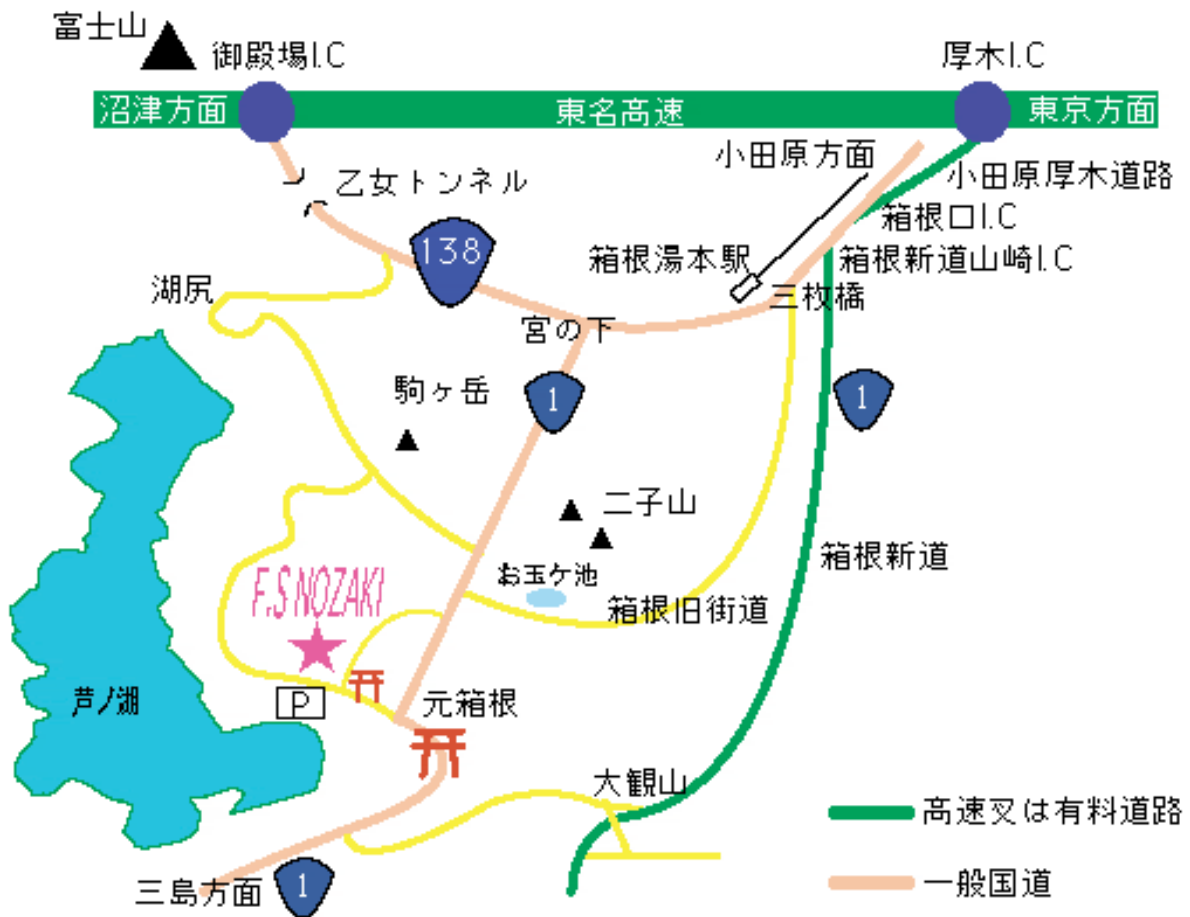 富士山
御殿場I.C
厚木I.C
沼津方面
東名高速
東京方面
小田原方面
乙女トンネル
小田原厚木道路
箱根口I.C
138
箱根湯本駅
箱根新道山崎I.C
湖尻
三枚橋
宮の下
駒ヶ岳
1
1
二子山
箱根新道
お玉ケ池
F.S NOZAKI
箱根旧街道
芦ノ湖
P
元箱根
大観山
高速又は有料道路
三島方面
1
一般国道